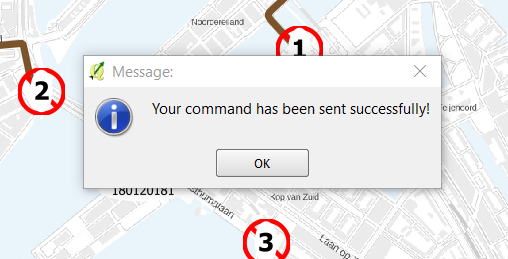 Noordereiland
1
2
Message:
Your command has been sent successfully!
OK
180120181
Kop van Zuid
3
Laan op